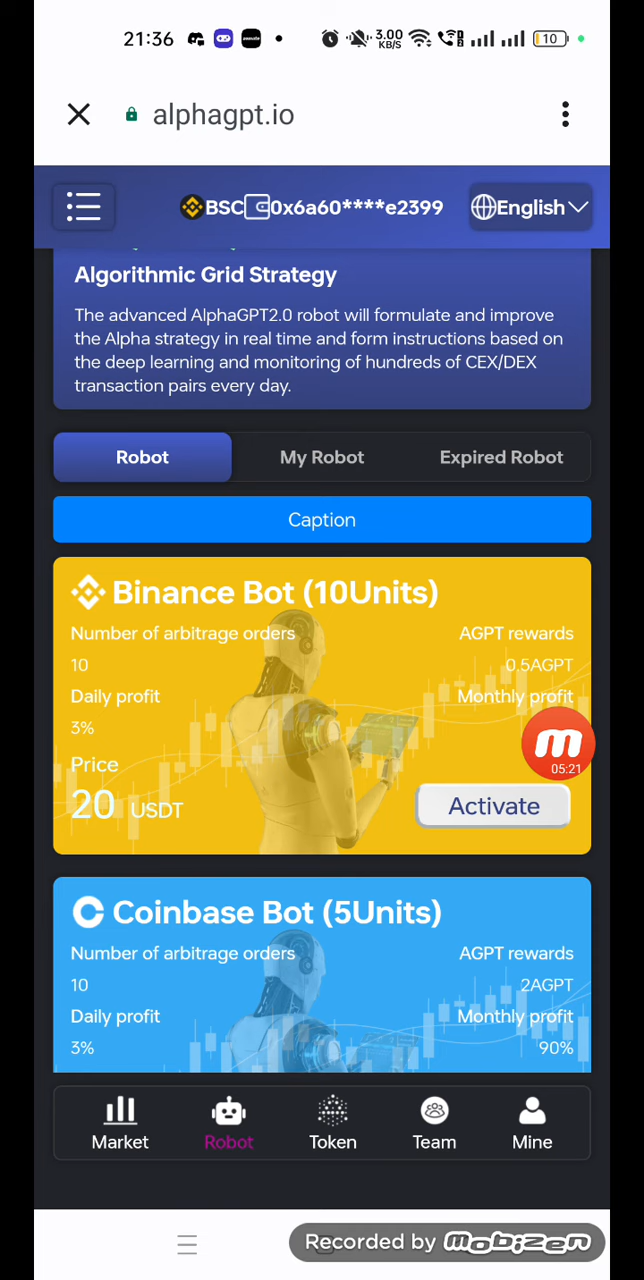 21:36
3.00
KB/S
10
alphagpt.io
BSC 0x6a60****e2399
English
Algorithmic Grid Strategy
The advanced AlphaGPT2.0 robot will formulate and improve
the Alpha strategy in real time and form instructions based on
the deep learning and monitoring of hundreds of CEX/DEX
transaction pairs every day.
Robot
My Robot
Expired Robot
Caption
Binance Bot (10Units)
Number of arbitrage orders
AGPT rewards
10
0.5AGPT
Daily profit
Monthly profit
3%
05:21
Price
20 USDT
Activate
Coinbase Bot (5Units)
Number of arbitrage orders
AGPT rewards
10
2AGPT
Daily profit
Monthly profit
3%
90%
Market
Robot
Token
Team
Mine
Recorded by mobizen